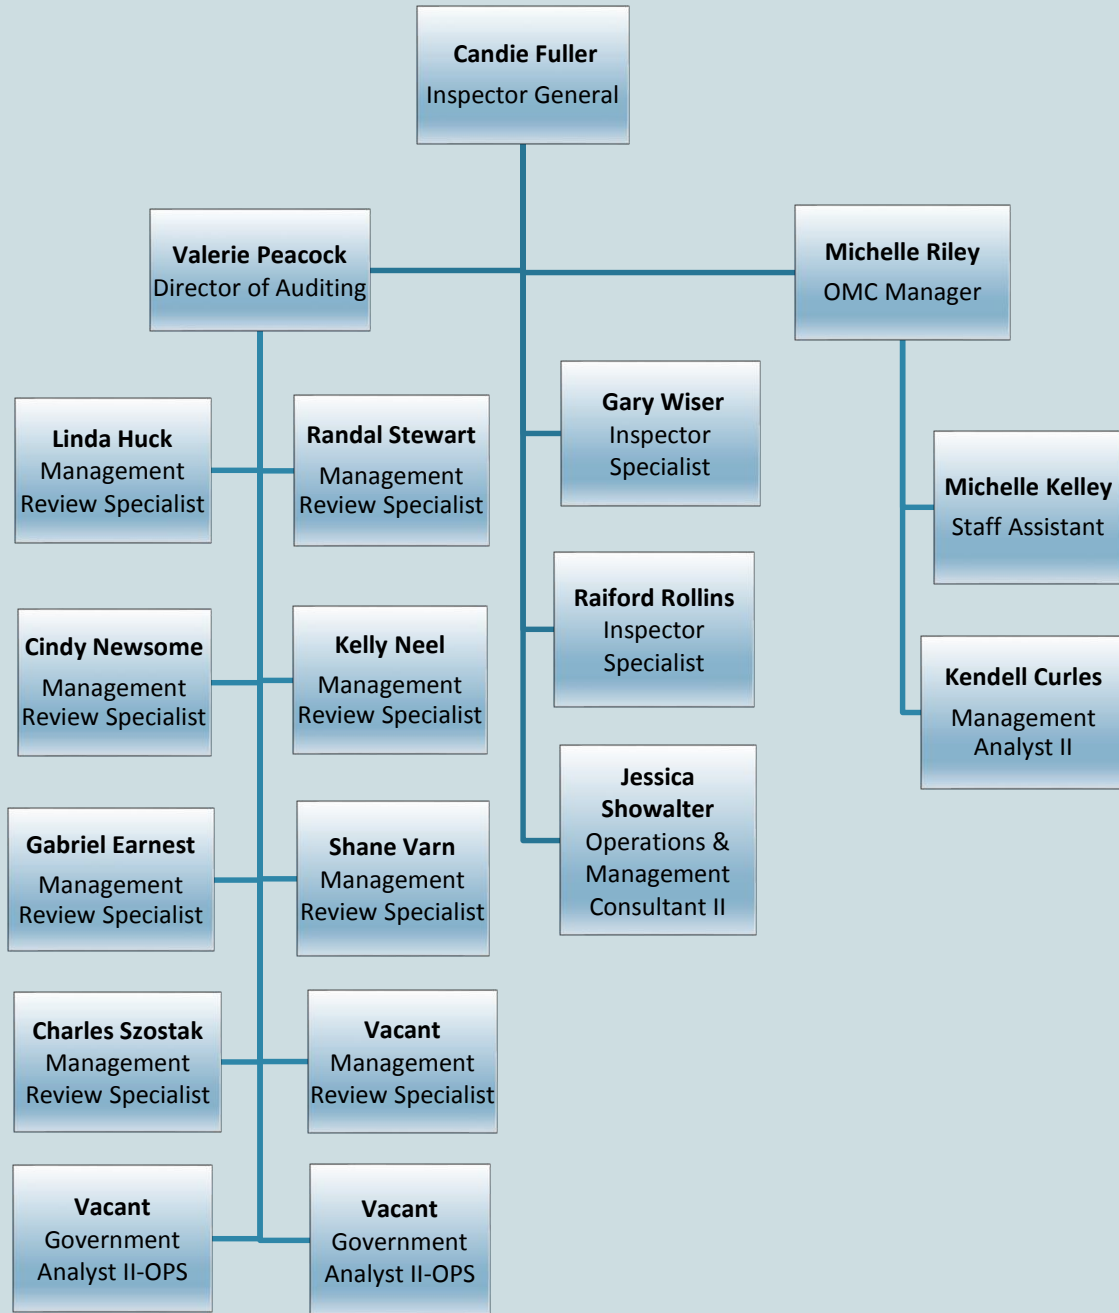 Candie Fuller
Inspector General
Valerie Peacock
Director of Auditing
Michelle Riley
OMC Manager
Linda Huck
Management
Review Specialist
Randal Stewart
Management
Review Specialist
Gary Wiser
Inspector
Specialist
Michelle Kelley
Staff Assistant
Cindy Newsome
Management
Review Specialist
Kelly Neel
Management
Review Specialist
Raiford Rollins
Inspector
Specialist
Kendell Curles
Management
Analyst II
Gabriel Earnest
Management
Review Specialist
Shane Varn
Management
Review Specialist
Jessica
Showalter
Operations &
Management
Consultant II
Charles Szostak
Management
Review Specialist
Vacant
Management
Review Specialist
Vacant
Government
Analyst II-OPS
Vacant
Government
Analyst II-OPS